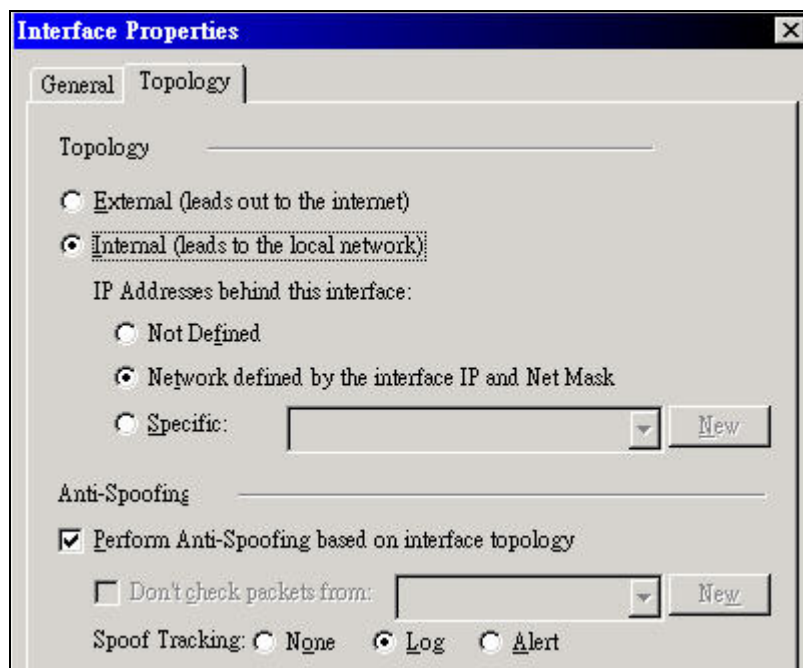 Interface Properties
General Topology
Topology
External (leads out to the internet)
Internal (leads to the local network)
IP Addresses behind this interface:
Not Defined
Network defined by the interface IP and Net Mask
Specific: New
Anti-Spoofing
Perform Anti-Spoofing based on interface topology
Don't check packets from: New
Spoof Tracking: None Log Alert